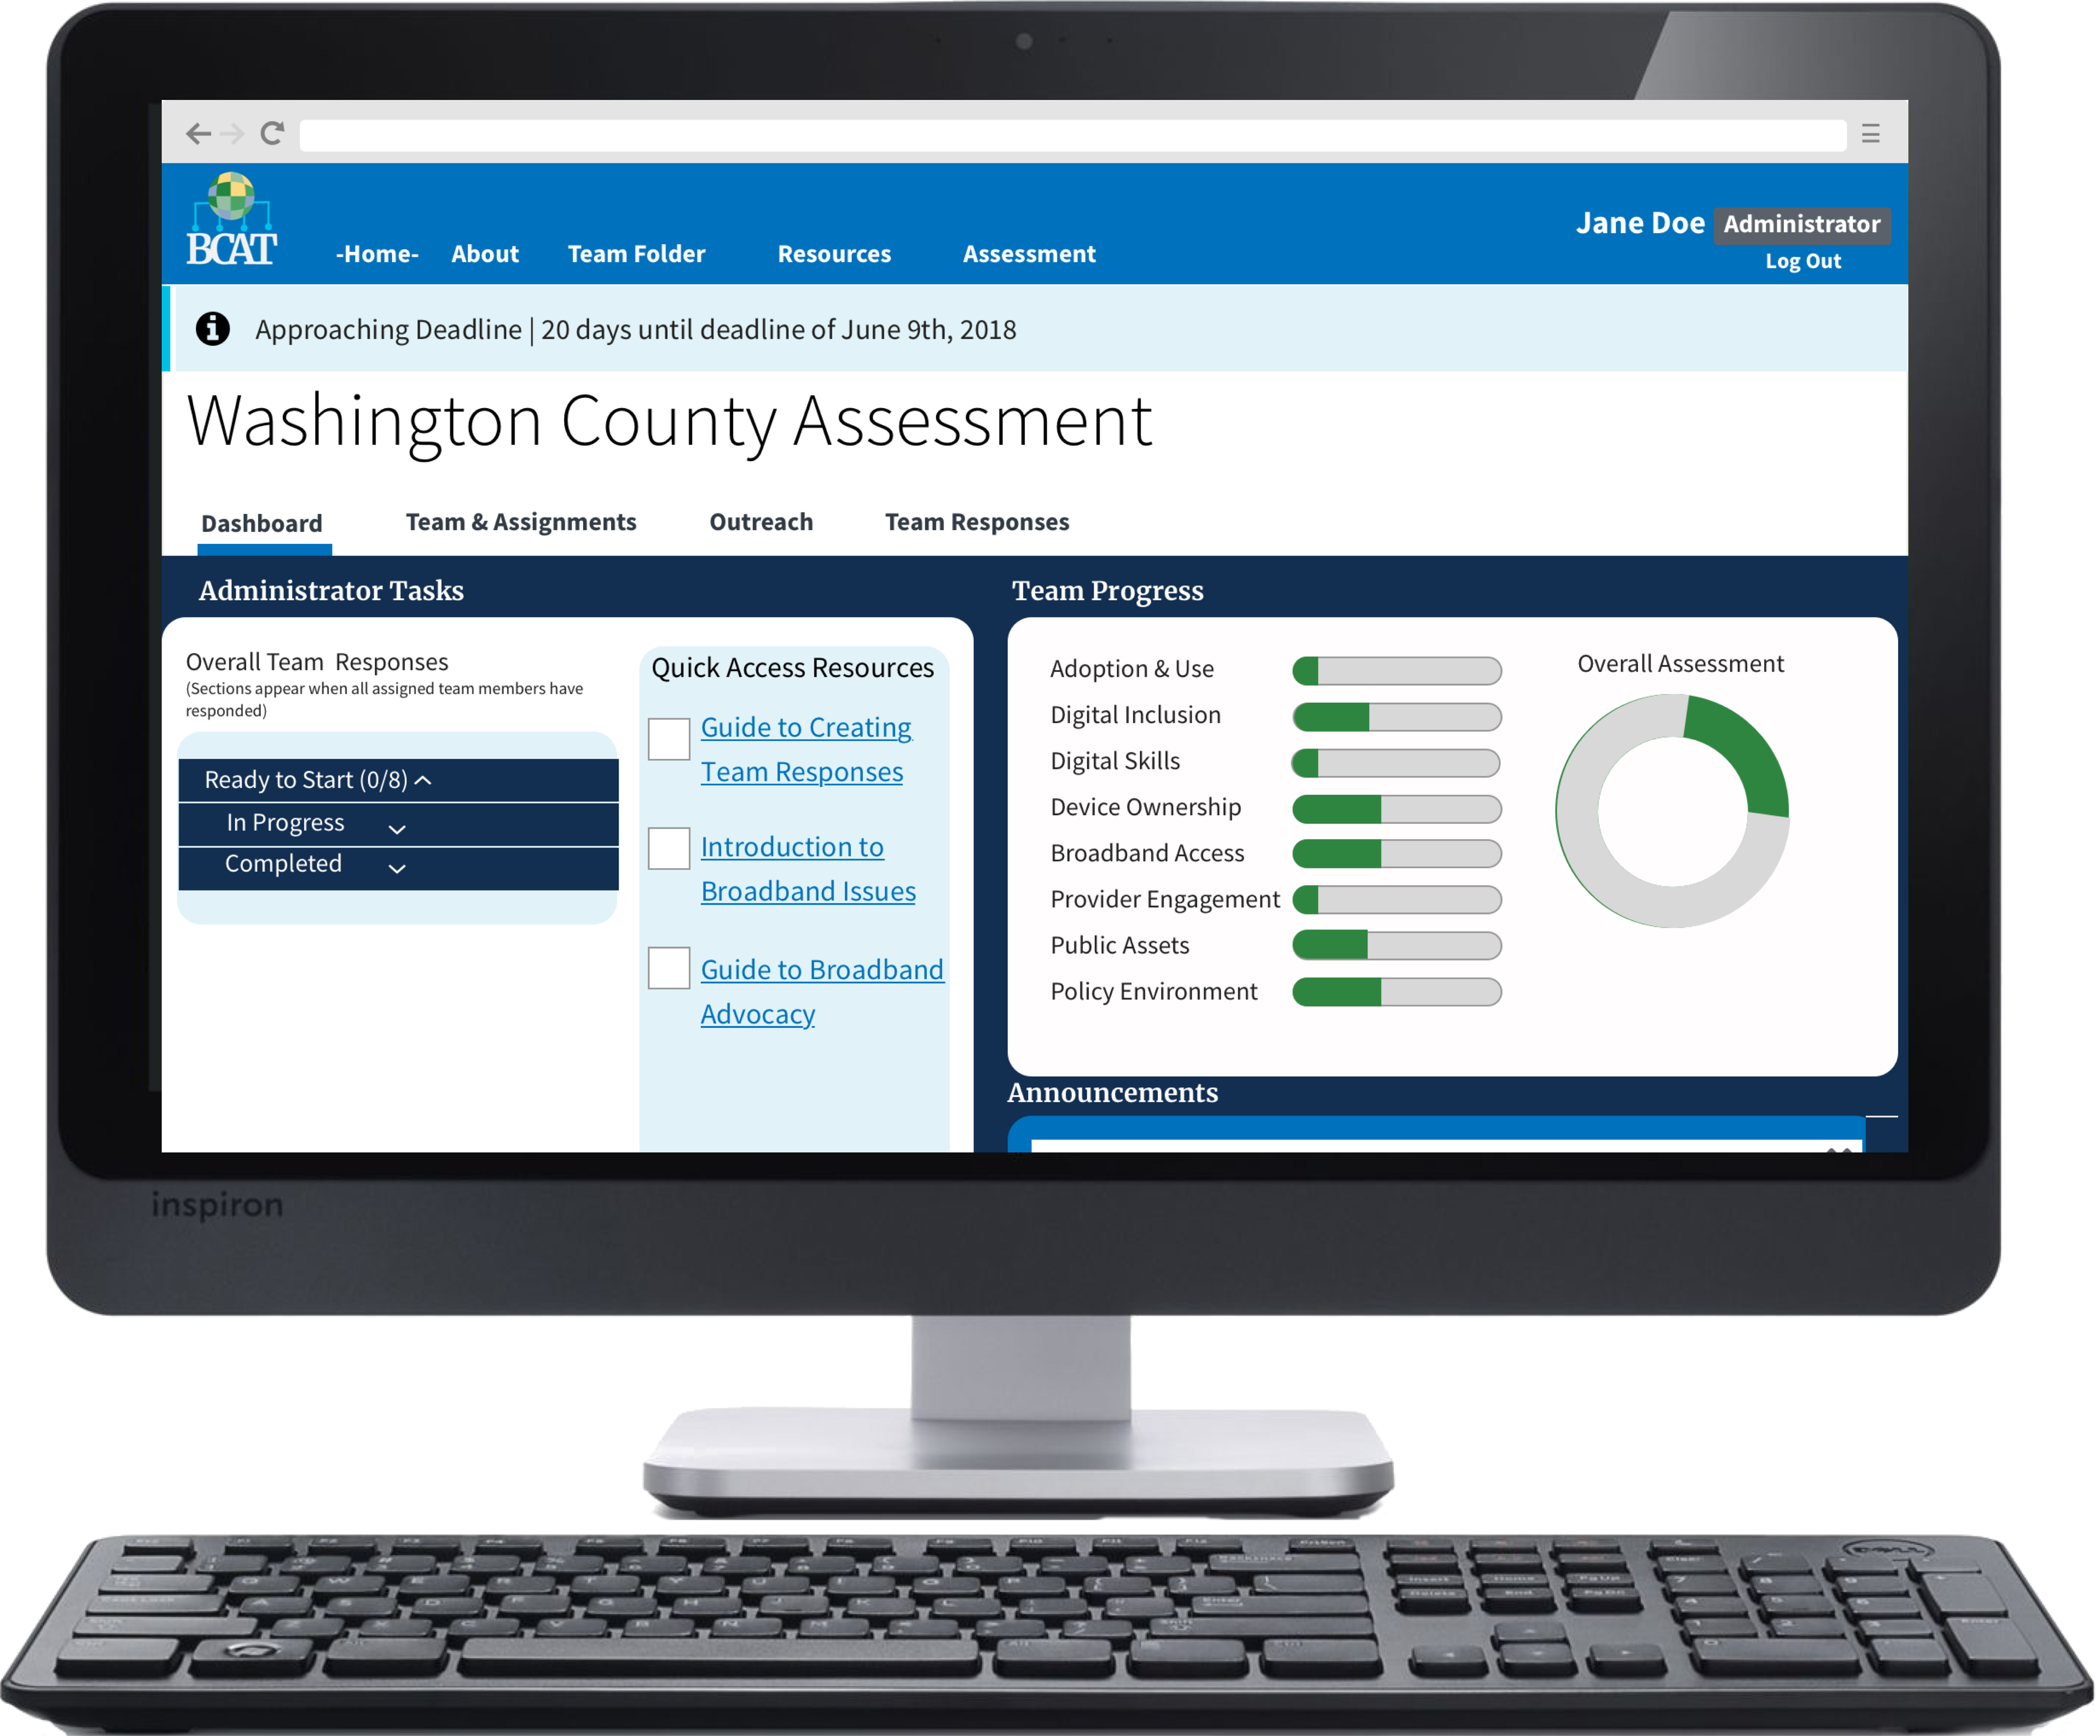 BCAT
-Home- About Team Folder Resources Assessment
Jane Doe Administrator
Log Out
Approaching Deadline | 20 days until deadline of June 9th, 2018
Washington County Assessment
Dashboard Team & Assignments Outreach Team Responses
Administrator Tasks
Overall Team Responses
(Sections appear when all assigned team members have
responded)
Ready to Start (0/8)
In Progress
Completed
Quick Access Resources
Guide to Creating
Team Responses
Introduction to
Broadband Issues
Guide to Broadband
Advocacy
Team Progress
Adoption & Use
Digital Inclusion
Digital Skills
Device Ownership
Broadband Access
Provider Engagement
Public Assets
Policy Environment
Overall Assessment
Announcements
inspiron
DELL